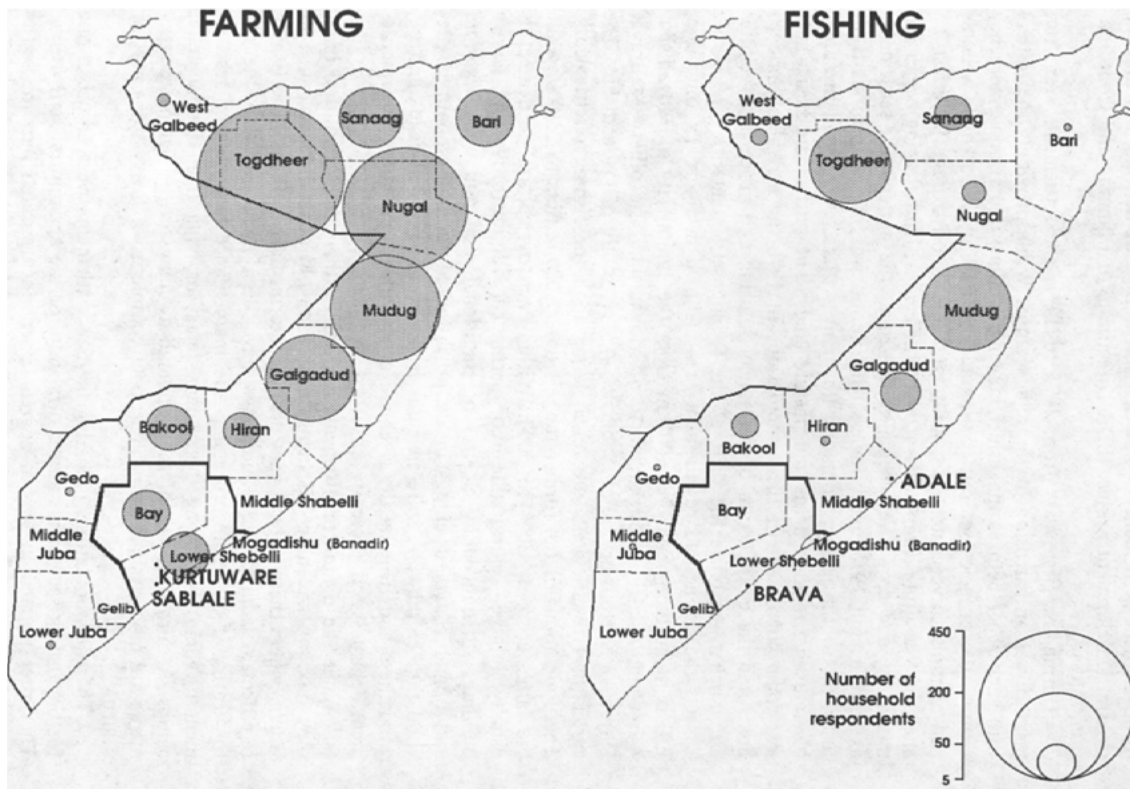 FARMING
West
Galbeed
Sanaag
Bari
Togdheer
Nugal
Mudug
Galgadud
Bakool
Hiran
Gedo
Bay
Middle Shabelli
Middle
Juba
Mogadishu (Banadir)
Lower Shebelli
KURTUWARE
SABLALE
Gelib
Lower Juba
FISHING
West
Galbeed
Sanaag
Bari
Togdheer
Nugal
Mudug
Galgadud
Hiran
Bakool
Gedo
ADALE
Middle Shabelli
Bay
Middle
Juba
Mogadishu (Banadir)
Lower Shebelli
BRAVA
Gelib
Lower Juba
Number of
household
respondents
450
200
50
5